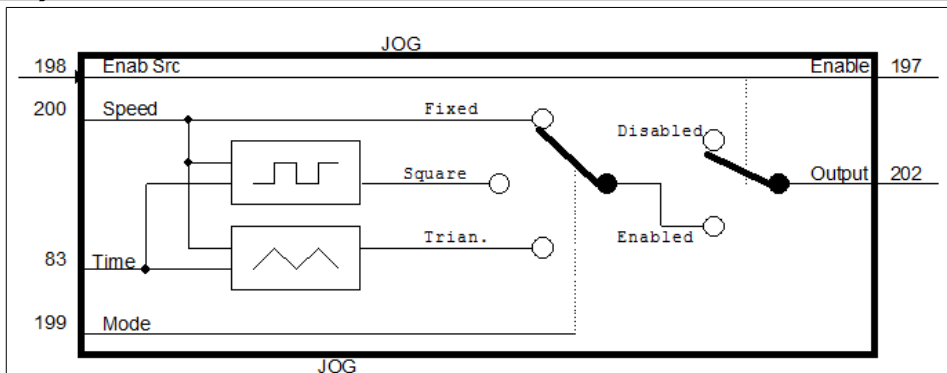 JOG
198 Enab Src Enable 197
200 Speed Fixed
Disabled
Square Output 202
Trian. Enabled
83 Time
199 Mode
JOG